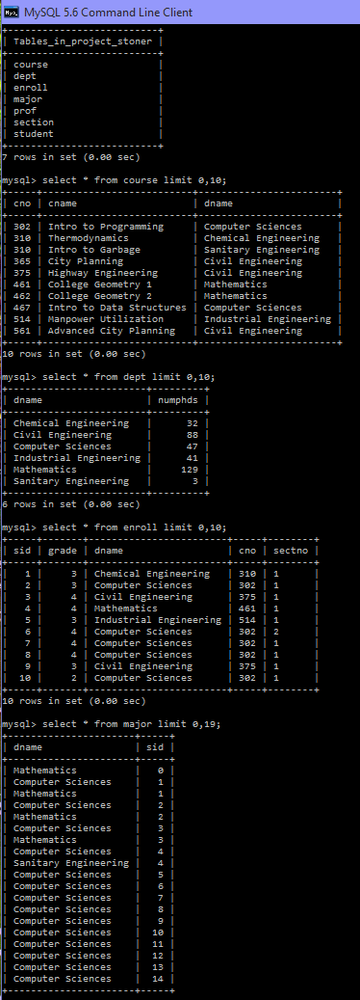 MySQL 5.6 Command Line Client
+-------------------------+
| Tables_in_project_stoner |
+-------------------------+
| course |
| dept |
| enroll |
| major |
| prof |
| section |
| student |
+-------------------------+
7 rows in set (0.00 sec)
mysql> select * from course limit 0,10;
+-----+-------------------------+------------------------+
| cno | cname | dname |
+-----+-------------------------+------------------------+
| 302 | Intro to Programming | Computer Sciences |
| 310 | Thermodynamics | Chemical Engineering |
| 310 | Intro to Garbage | Sanitary Engineering |
| 365 | City Planning | Civil Engineering |
| 375 | Highway Engineering | Civil Engineering |
| 461 | College Geometry 1 | Mathematics |
| 462 | College Geometry 2 | Mathematics |
| 467 | Intro to Data Structures | Computer Sciences |
| 514 | Manpower Utilization | Industrial Engineering |
| 561 | Advanced City Planning | Civil Engineering |
+-----+-------------------------+------------------------+
10 rows in set (0.00 sec)
mysql> select * from dept limit 0,10;
+------------------------+---------+
| dname | numphds |
+------------------------+---------+
| Chemical Engineering | 32 |
| Civil Engineering | 88 |
| Computer Sciences | 47 |
| Industrial Engineering | 41 |
| Mathematics | 129 |
| Sanitary Engineering | 3 |
+------------------------+---------+
6 rows in set (0.00 sec)
mysql> select * from enroll limit 0,10;
+-----+-------+------------------------+-----+--------+
| sid | grade | dname | cno | sectno |
+-----+-------+------------------------+-----+--------+
| 1 | 3 | Chemical Engineering | 310 | 1 |
| 2 | 3 | Computer Sciences | 302 | 1 |
| 3 | 4 | Civil Engineering | 375 | 1 |
| 4 | 4 | Mathematics | 461 | 1 |
| 5 | 3 | Industrial Engineering | 514 | 1 |
| 6 | 4 | Computer Sciences | 302 | 2 |
| 7 | 4 | Computer Sciences | 302 | 1 |
| 8 | 4 | Computer Sciences | 302 | 1 |
| 9 | 3 | Civil Engineering | 375 | 1 |
| 10 | 2 | Computer Sciences | 302 | 1 |
+-----+-------+------------------------+-----+--------+
10 rows in set (0.00 sec)
mysql> select * from major limit 0,19;
+----------------------+-----+
| dname | sid |
+----------------------+-----+
| Mathematics | 0 |
| Computer Sciences | 1 |
| Mathematics | 1 |
| Computer Sciences | 2 |
| Mathematics | 2 |
| Computer Sciences | 3 |
| Mathematics | 3 |
| Computer Sciences | 4 |
| Sanitary Engineering | 4 |
| Computer Sciences | 5 |
| Computer Sciences | 6 |
| Computer Sciences | 7 |
| Computer Sciences | 8 |
| Computer Sciences | 9 |
| Computer Sciences | 10 |
| Computer Sciences | 11 |
| Computer Sciences | 12 |
| Computer Sciences | 13 |
| Computer Sciences | 14 |
+----------------------+-----+